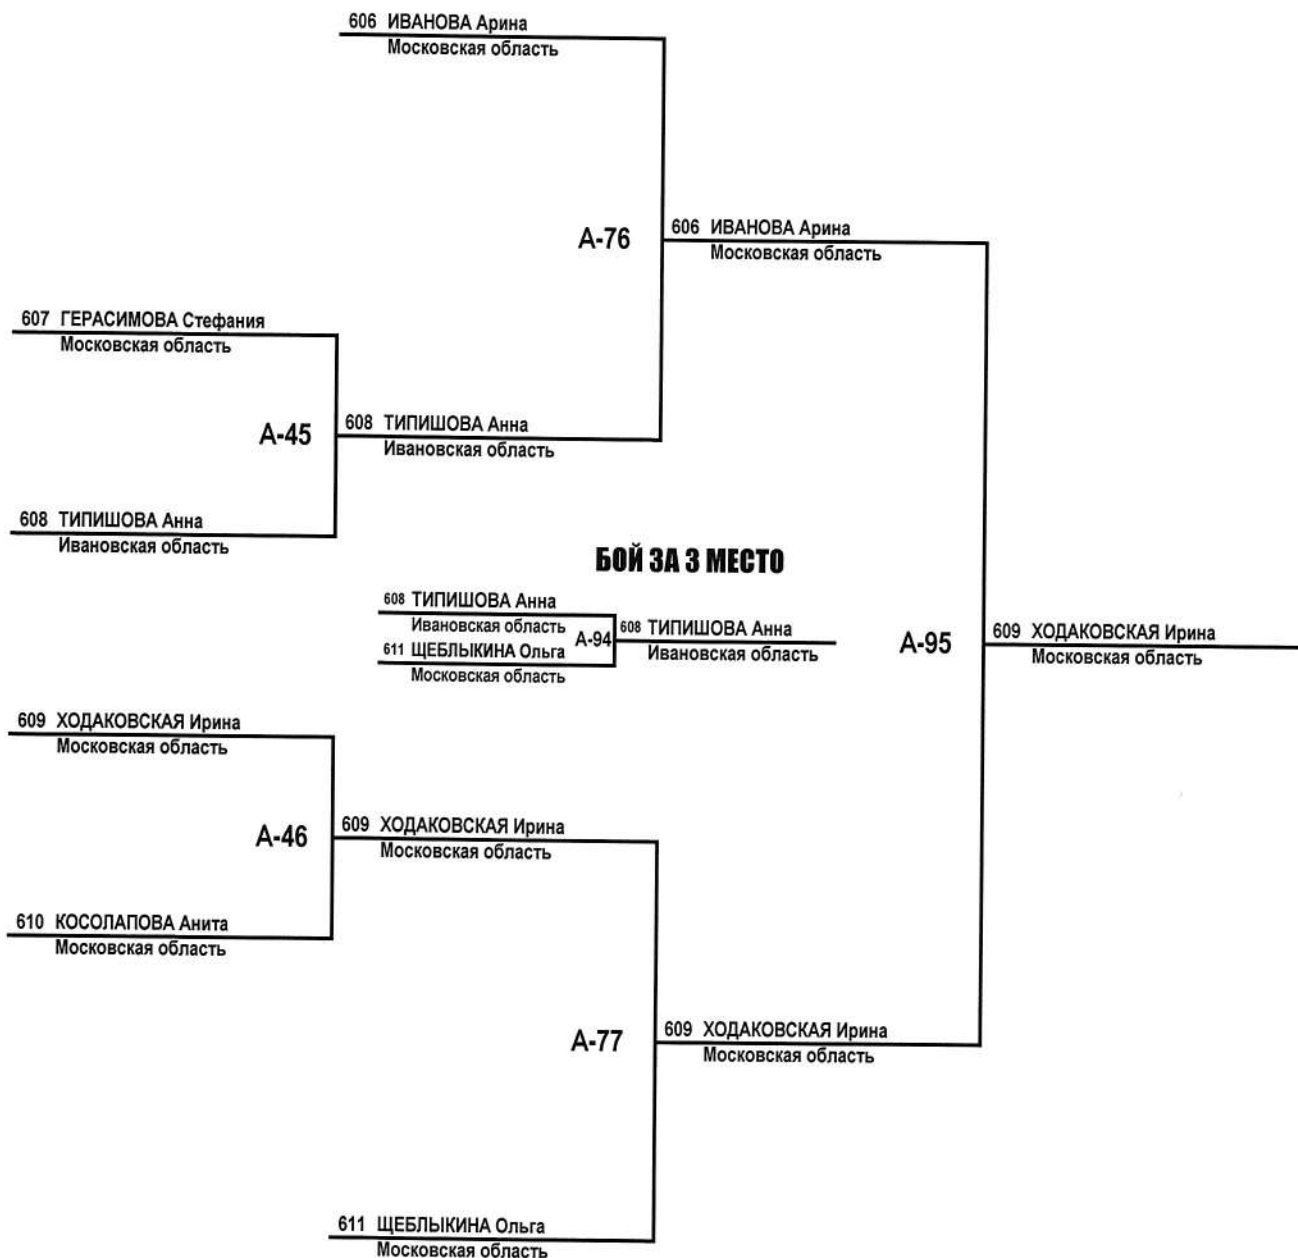 606 ИВАНОВА Арина
Московская область
А-76
606 ИВАНОВА Арина
Московская область
607 ГЕРАСИМОВА Стефания
Московская область
А-45
608 ТИПИШОВА Анна
Ивановская область
608 ТИПИШОВА Анна
Ивановская область
БОЙ ЗА 3 МЕСТО
608 ТИПИШОВА Анна
Ивановская область
А-94
611 ЩЕБЛЫКИНА Ольга
Московская область
608 ТИПИШОВА Анна
Ивановская область
А-95
609 ХОДАКОВСКАЯ Ирина
Московская область
609 ХОДАКОВСКАЯ Ирина
Московская область
А-46
609 ХОДАКОВСКАЯ Ирина
Московская область
610 КОСОЛАПОВА Анита
Московская область
А-77
609 ХОДАКОВСКАЯ Ирина
Московская область
611 ЩЕБЛЫКИНА Ольга
Московская область